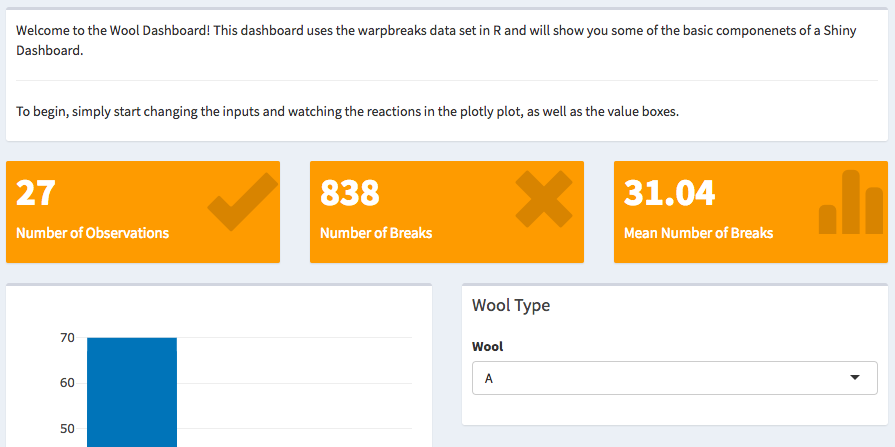 Welcome to the Wool Dashboard! This dashboard uses the warpbreaks data set in R and will show you some of the basic componenets of a Shiny
Dashboard.
To begin, simply start changing the inputs and watching the reactions in the plotly plot, as well as the value boxes.
27
Number of Observations
838
Number of Breaks
31.04
Mean Number of Breaks
70
60
50
Wool Type
Wool
A